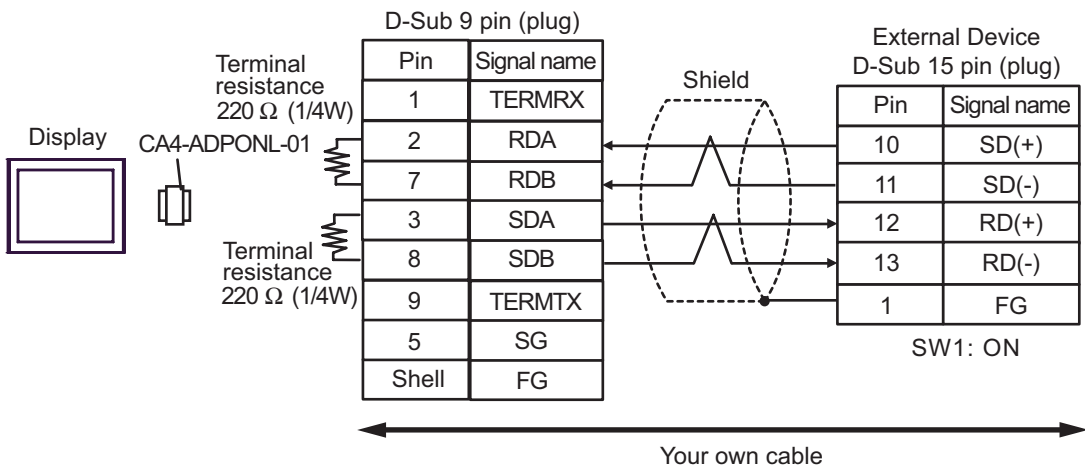 D-Sub 9 pin (plug)
Pin Signal name
1 TERMRX
2 RDA
7 RDB
3 SDA
8 SDB
9 TERMTX
5 SG
Shell FG
Terminal
resistance
220 Ω (1/4W)
Display
CA4-ADPONL-01
Terminal
resistance
220 Ω (1/4W)
Shield
External Device
D-Sub 15 pin (plug)
Pin Signal name
10 SD(+)
11 SD(-)
12 RD(+)
13 RD(-)
1 FG
SW1: ON
Your own cable